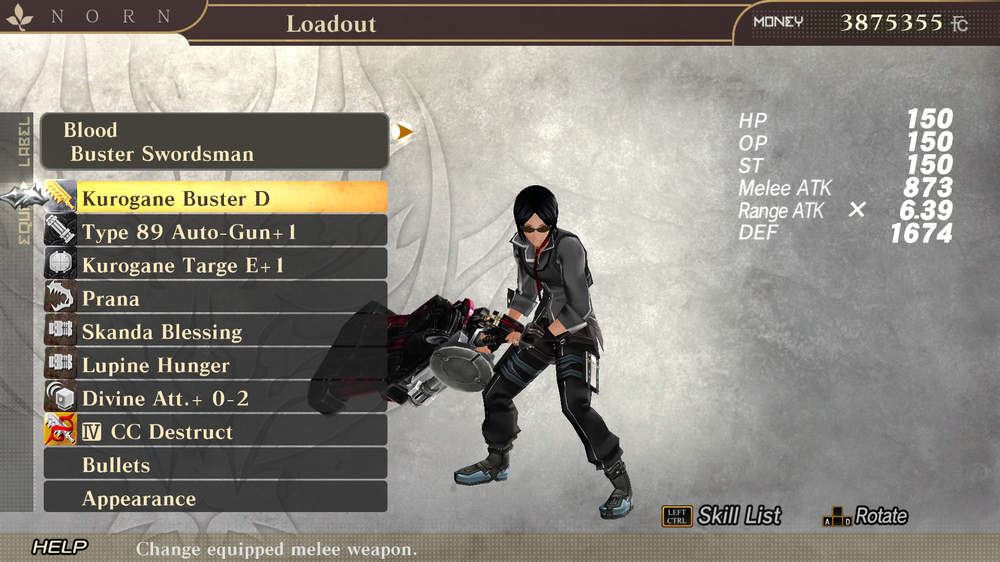 NORN
Loadout
MONEY 3875355 FC
LABEL
EQUIP
Blood
Buster Swordsman
Kurogane Buster D
Type 89 Auto-Gun+1
Kurogane Targe E+1
Prana
Skanda Blessing
Lupine Hunger
Divine Att.+ 0-2
IV CC Destruct
Bullets
Appearance
HP 150
OP 150
ST 150
Melee ATK 873
Range ATK × 6.39
DEF 1674
LEFT CTRL Skill List
A D Rotate
HELP Change equipped melee weapon.